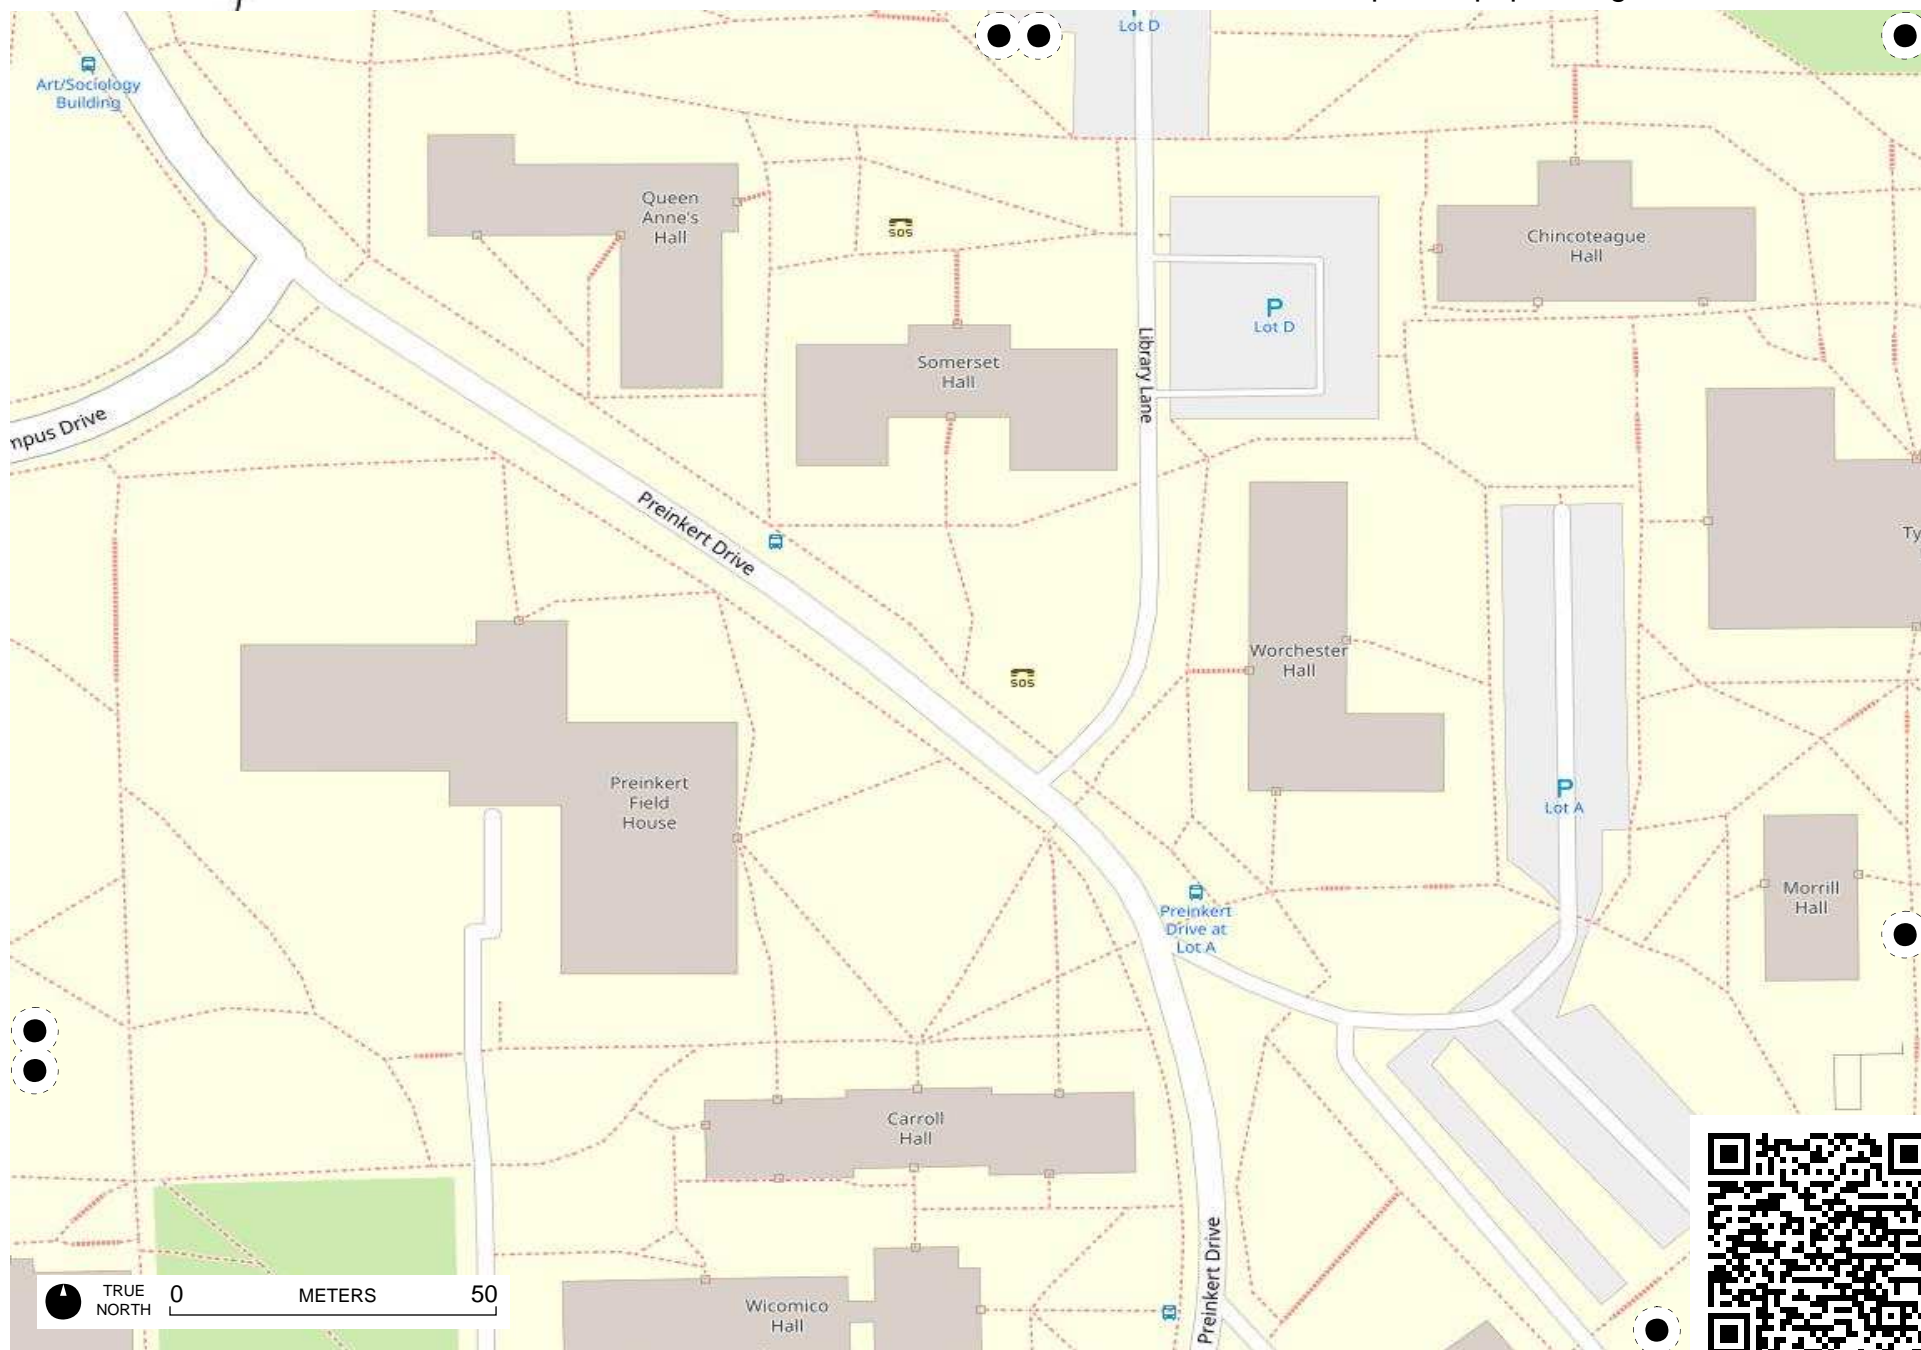 Lot D
Art/Sociology
Building
Queen
Anne's
Hall
SOS
Chincoteague
Hall
P
Lot D
Library Lane
Somerset
Hall
mpus Drive
Preinkert Drive
Ty
Worchester
Hall
SOS
Preinkert
Field
House
P
Lot A
Morrill
Hall
Preinkert
Drive at
Lot A
Carroll
Hall
Preinkert Drive
Wicomico
Hall
TRUE
NORTH
0 METERS 50